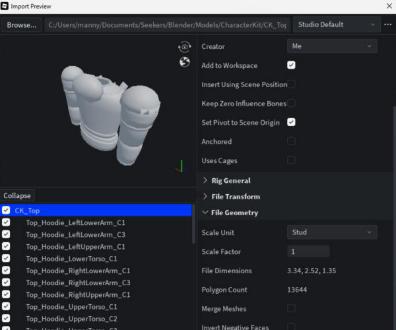 Import Preview
Browse... C:/Users/manny/Documents/Seekers/Blender/Models/CharacterKit/CK_Top Studio Default
Creator Me
Add to Workspace
Insert Using Scene Position
Keep Zero Influence Bones
Set Pivot to Scene Origin
Anchored
Uses Cages
Rig General
File Transform
File Geometry
Scale Unit Stud
Scale Factor 1
File Dimensions 3.34, 2.52, 1.35
Polygon Count 13644
Merge Meshes
Invert Negative Faces
Collapse
CK_Top
Top_Hoodie_LeftLowerArm_C1
Top_Hoodie_LeftLowerArm_C3
Top_Hoodie_LeftUpperArm_C1
Top_Hoodie_LowerTorso_C1
Top_Hoodie_RightLowerArm_C1
Top_Hoodie_RightLowerArm_C3
Top_Hoodie_RightUpperArm_C1
Top_Hoodie_UpperTorso_C1
Top_Hoodie_UpperTorso_C2